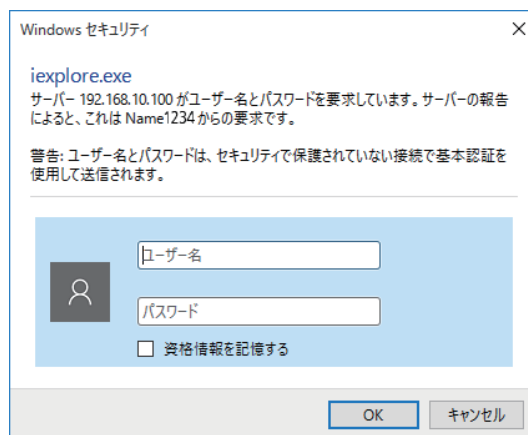 Windows セキュリティ
iexplore.exe
サーバー 192.168.10.100 がユーザー名とパスワードを要求しています。サーバーの報告
によると、これは Name1234 からの要求です。
警告: ユーザー名とパスワードは、セキュリティで保護されていない接続で基本認証を
使用して送信されます。
ユーザー名
パスワード
資格情報を記憶する
OK
キャンセル